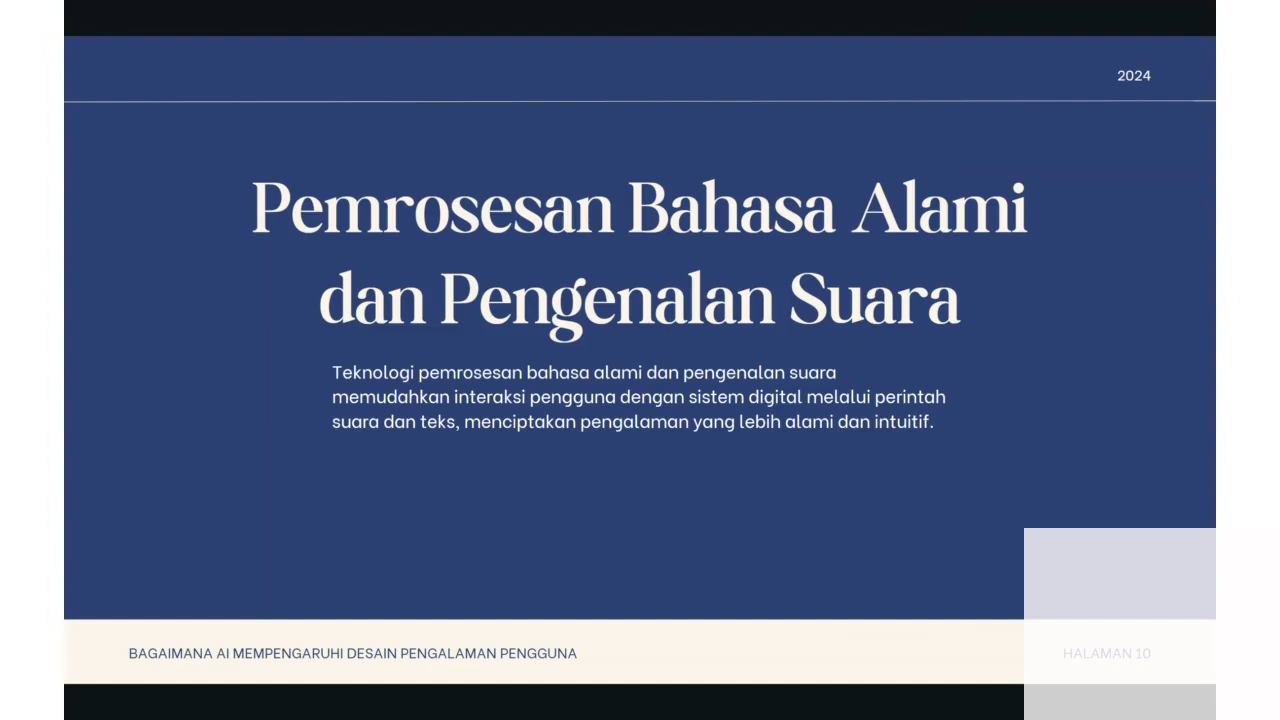 2024
Pemrosesan Bahasa Alami
dan Pengenalan Suara
Teknologi pemrosesan bahasa alami dan pengenalan suara
memudahkan interaksi pengguna dengan sistem digital melalui perintah
suara dan teks, menciptakan pengalaman yang lebih alami dan intuitif.
BAGAIMANA AI MEMPENGARUHI DESAIN PENGALAMAN PENGGUNA
HALAMAN 10